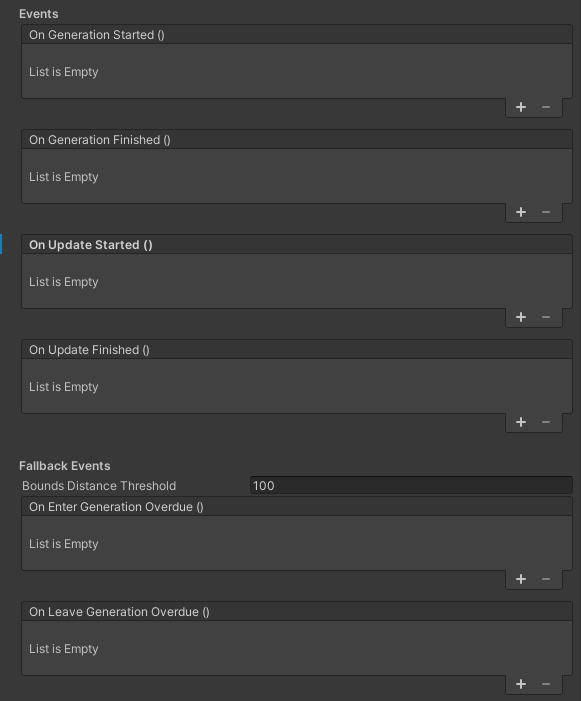 Events
On Generation Started ()
List is Empty
+ −
On Generation Finished ()
List is Empty
+ −
On Update Started ()
List is Empty
+ −
On Update Finished ()
List is Empty
+ −
Fallback Events
Bounds Distance Threshold 100
On Enter Generation Overdue ()
List is Empty
+ −
On Leave Generation Overdue ()
List is Empty
+ −